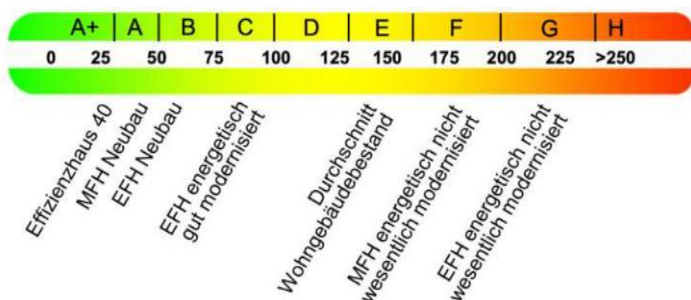 A+ A B C D E F G H
0 25 50 75 100 125 150 175 200 225 >250
Effizienzhaus 40
MFH Neubau
EFH Neubau
EFH energetisch
gut modernisiert
Durchschnitt
Wohngebäudebestand
MFH energetisch nicht
wesentlich modernisiert
EFH energetisch nicht
wesentlich modernisiert